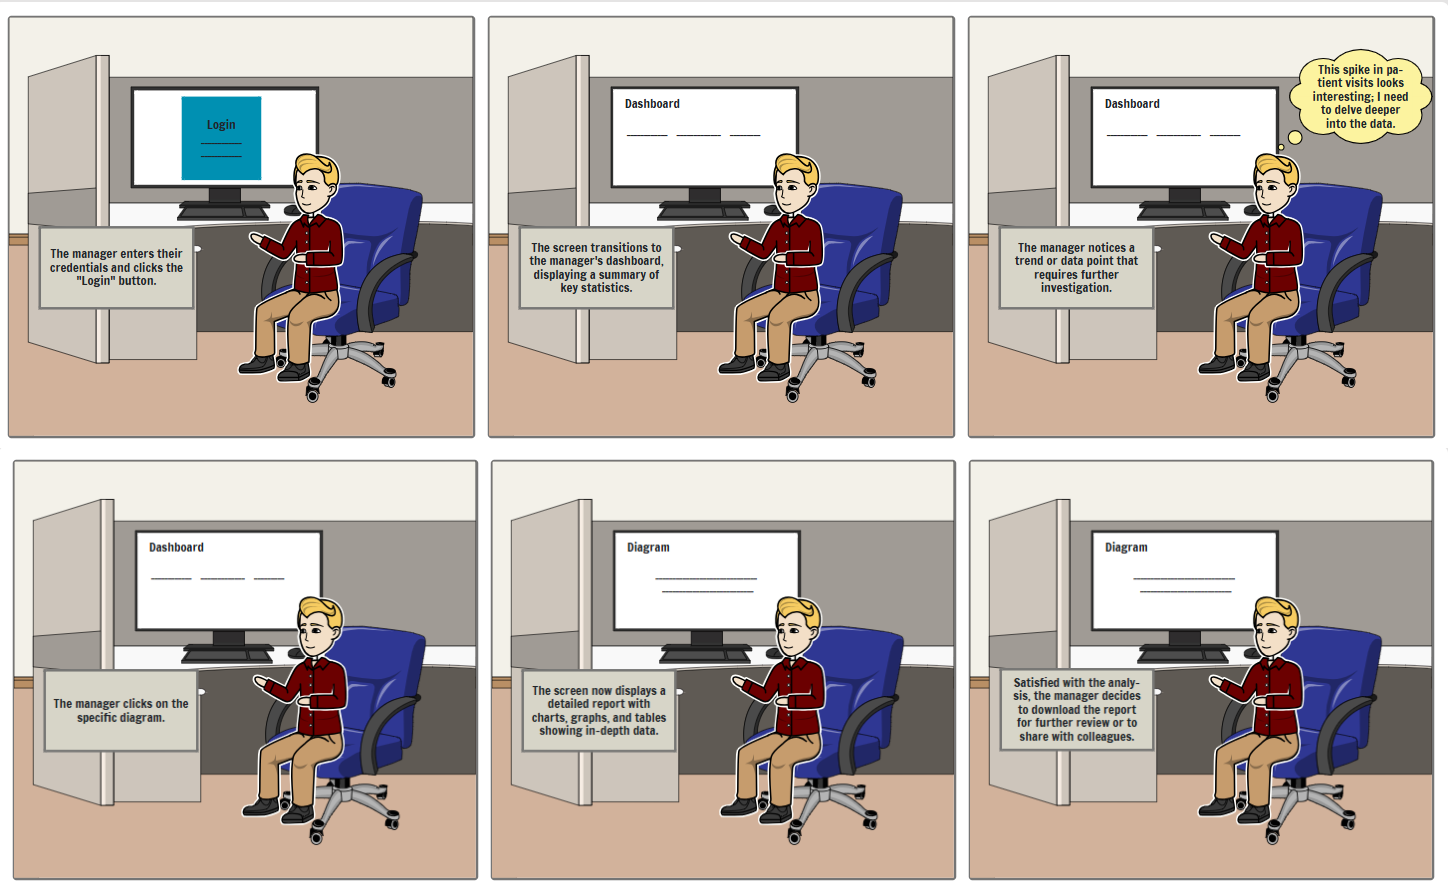 Login
The manager enters their
credentials and clicks the
"Login" button.
Dashboard
The screen transitions to
the manager's dashboard,
displaying a summary of
key statistics.
Dashboard
This spike in pa-
tient visits looks
interesting; I need
to delve deeper
into the data.
The manager notices a
trend or data point that
requires further
investigation.
Dashboard
The manager clicks on the
specific diagram.
Diagram
The screen now displays a
detailed report with
charts, graphs, and tables
showing in-depth data.
Diagram
Satisfied with the analy-
sis, the manager decides
to download the report
for further review or to
share with colleagues.